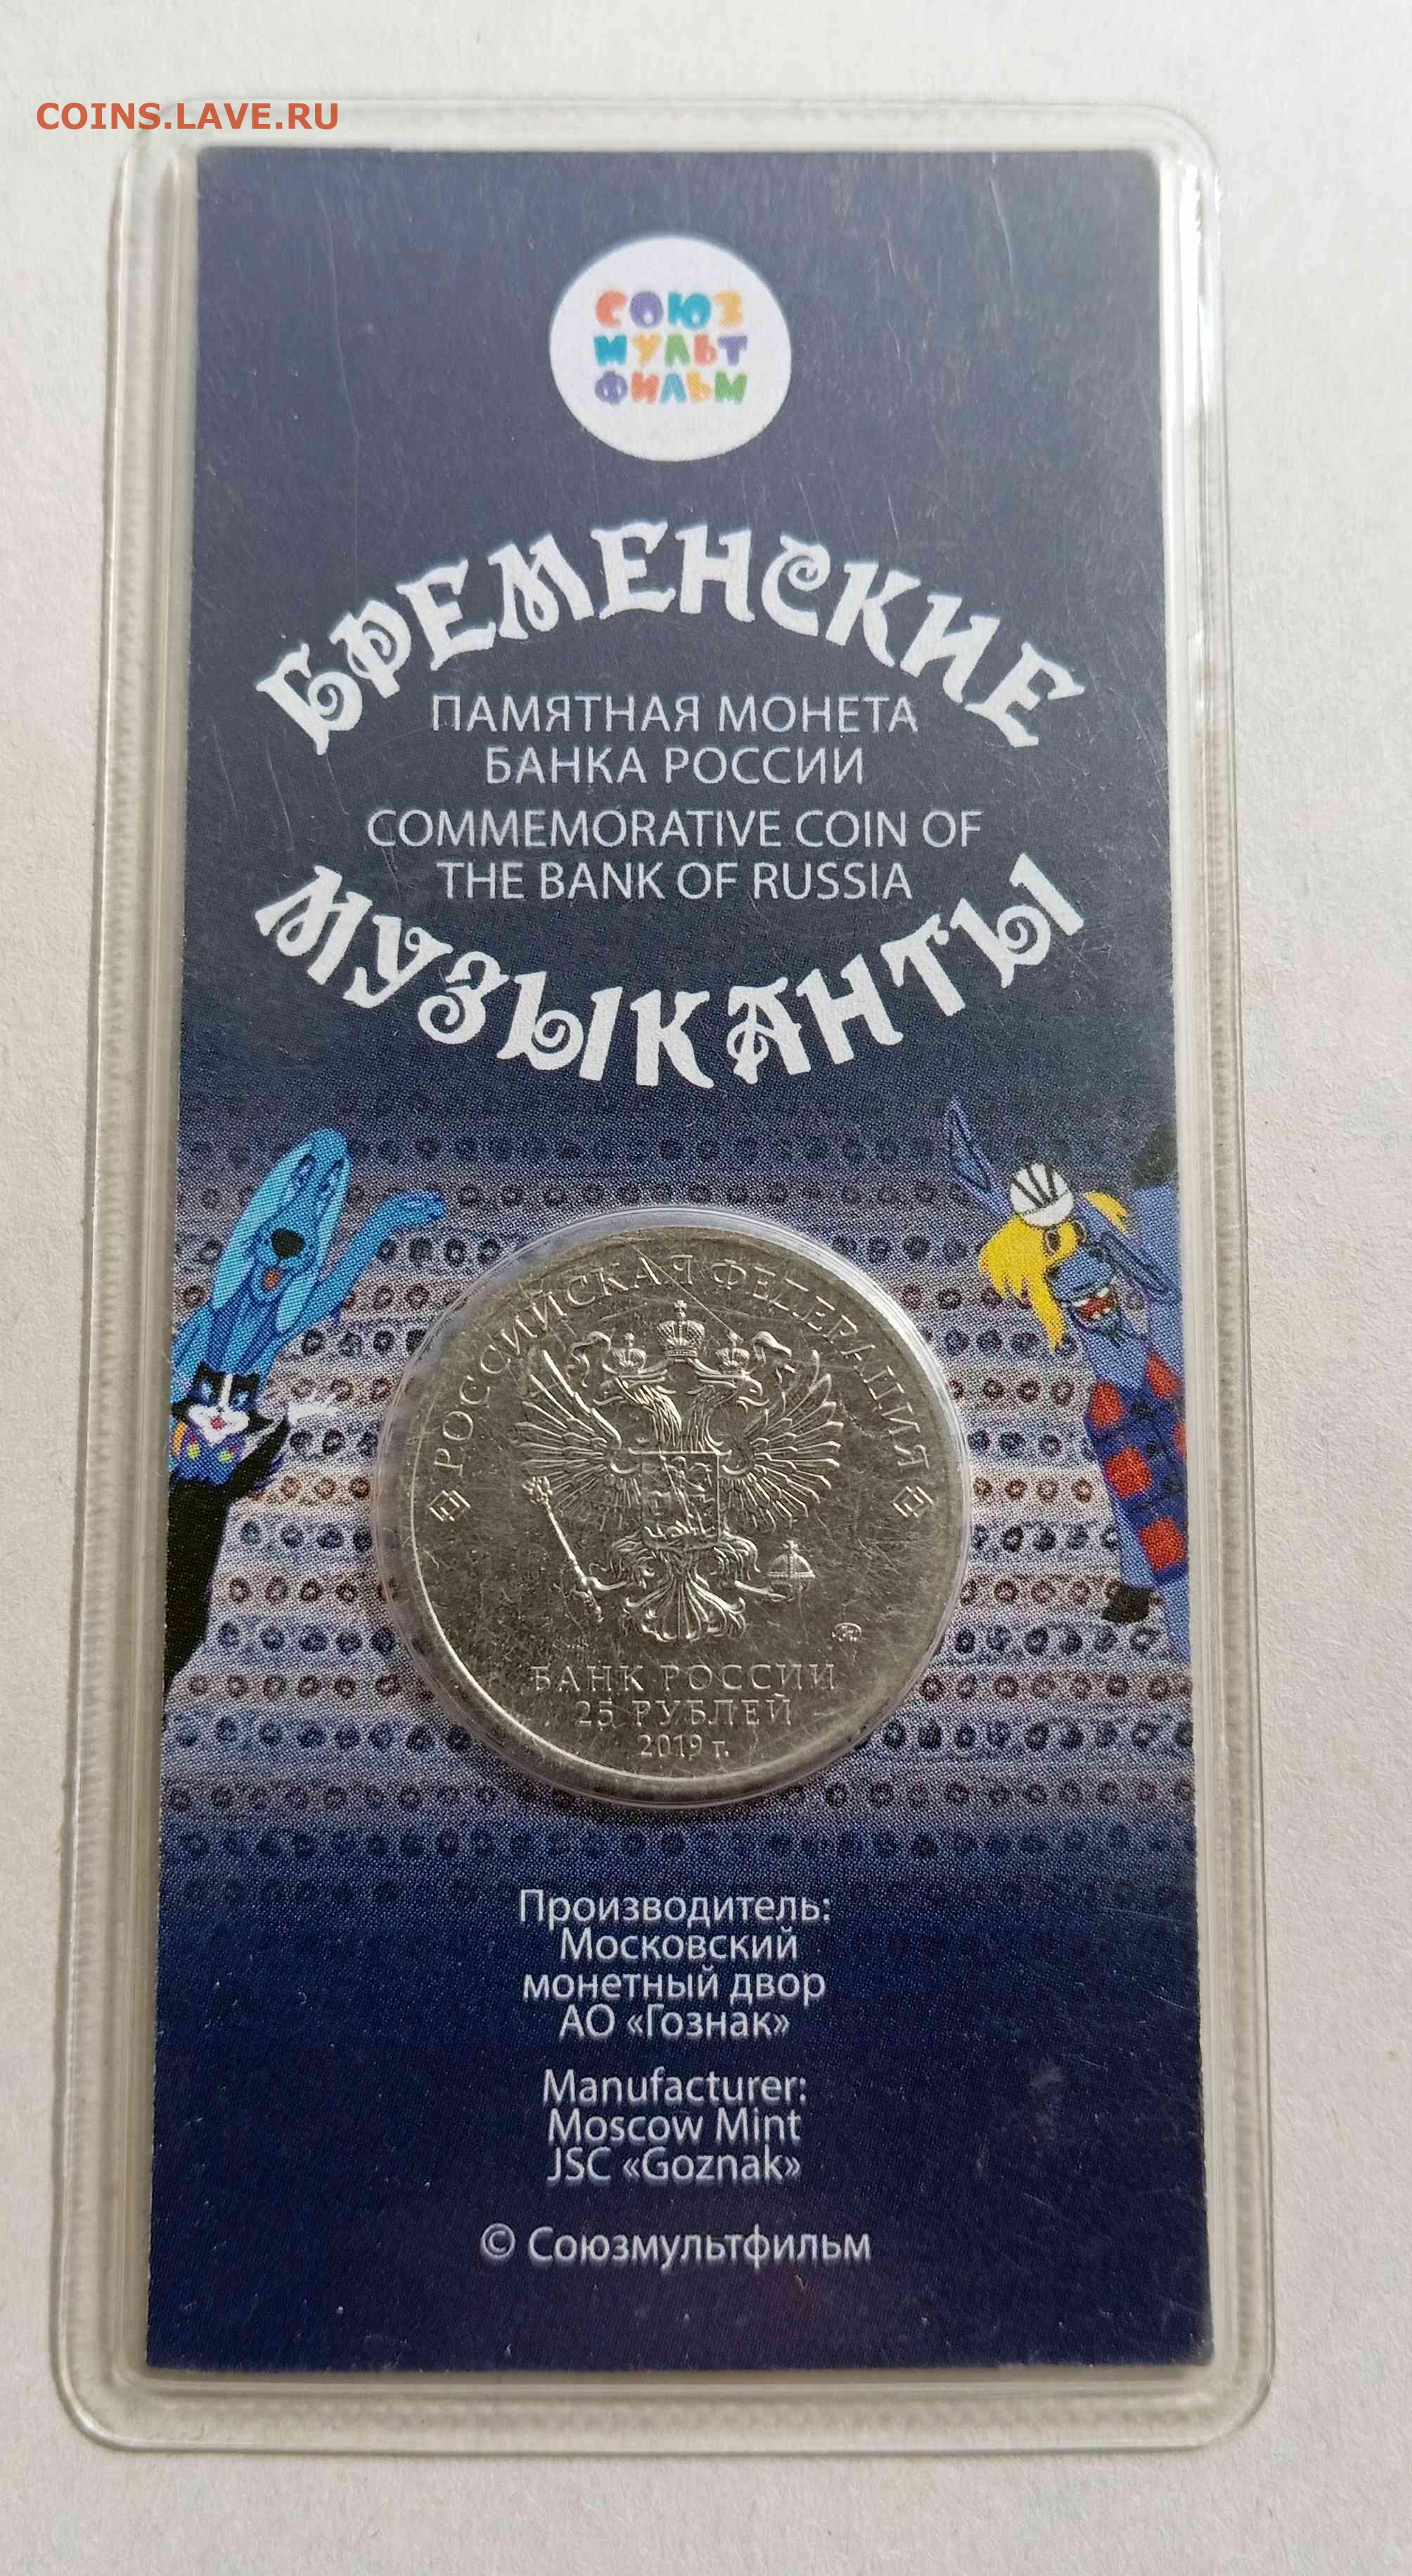 COINS.LAVE.RU
СОЮЗ
МУЛЬТ
ФИЛЬМ
БРЕМЕНСКИЕ
ПАМЯТНАЯ МОНЕТА
БАНКА РОССИИ
COMMEMORATIVE COIN OF
THE BANK OF RUSSIA
МУЗЫКАНТЫ
РОССИЙСКАЯ ФЕДЕРАЦИЯ
БАНК РОССИИ
25 РУБЛЕЙ
2019 г.
Производитель:
Московский
монетный двор
АО «Гознак»
Manufacturer:
Moscow Mint
JSC «Goznak»
© Союзмультфильм